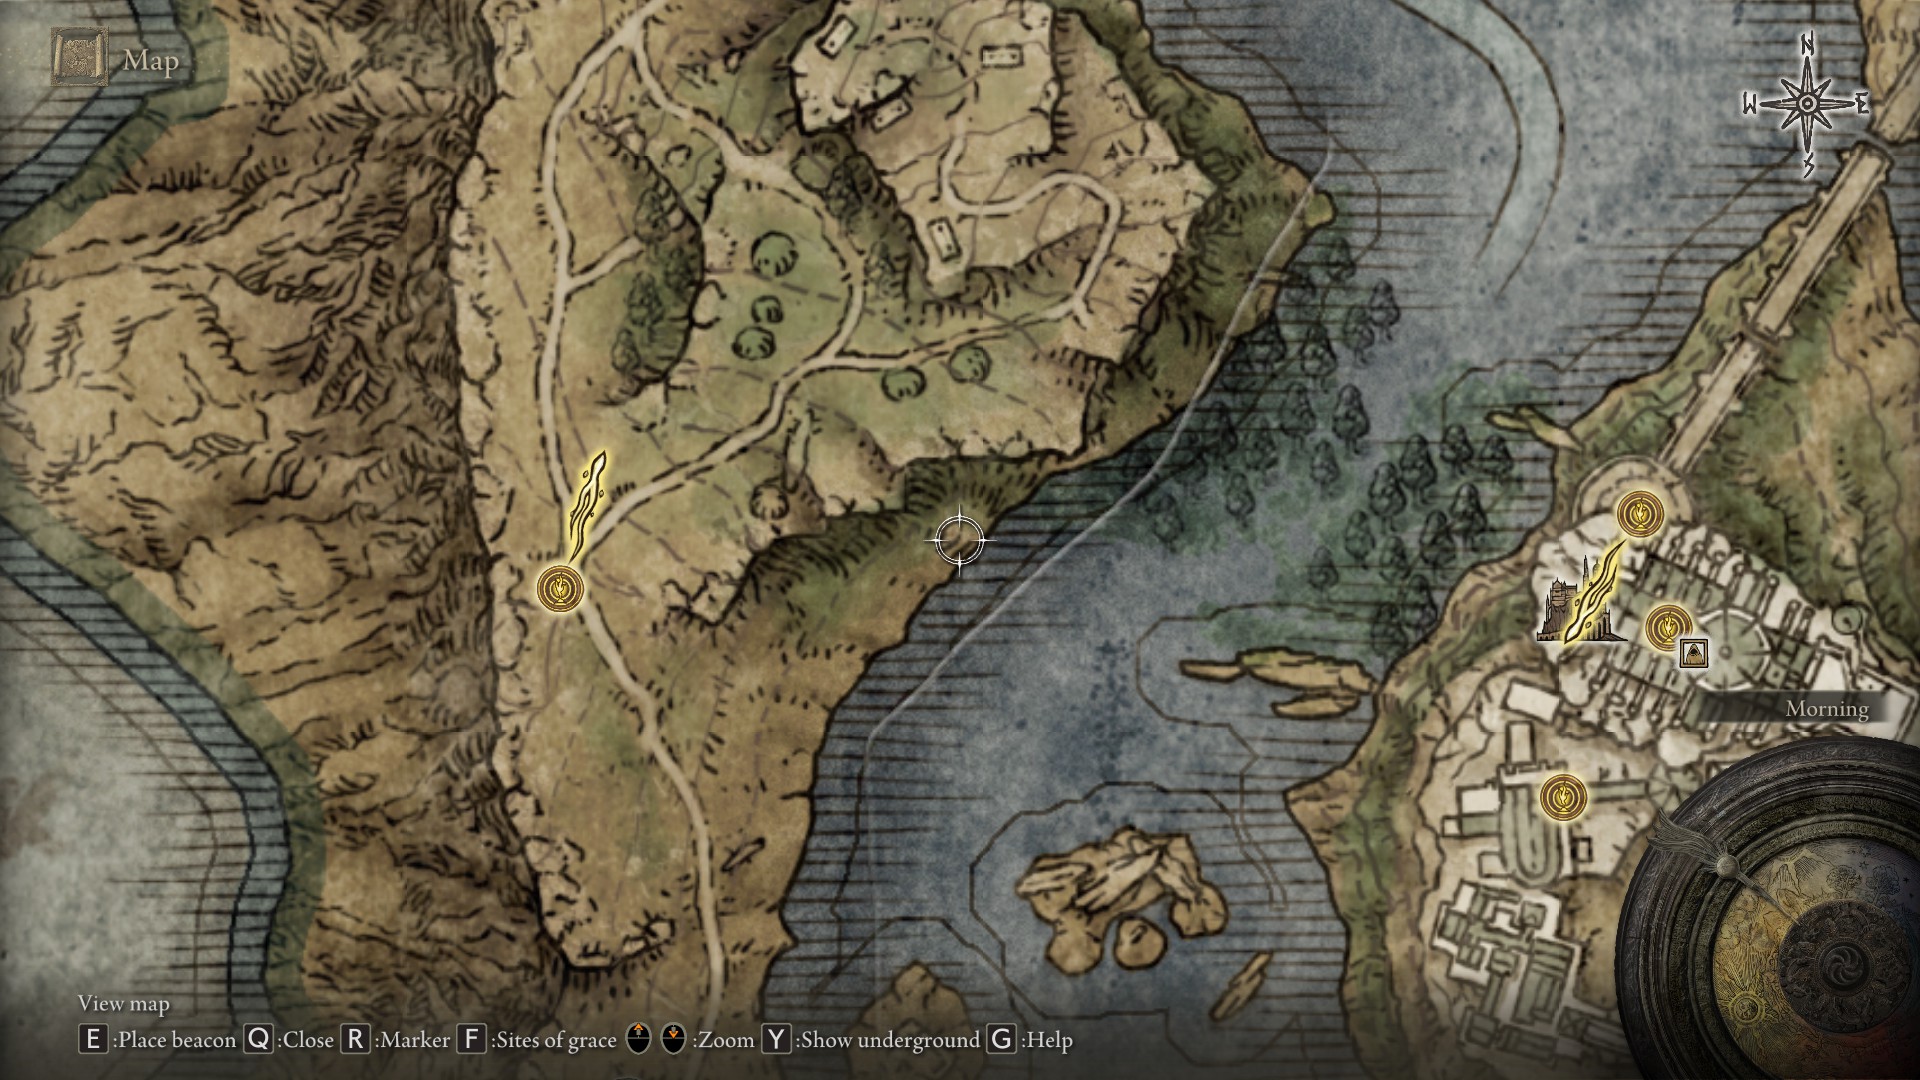 Map
N
W E
S
Morning
View map
E :Place beacon Q :Close R :Marker F :Sites of grace :Zoom Y :Show underground G :Help